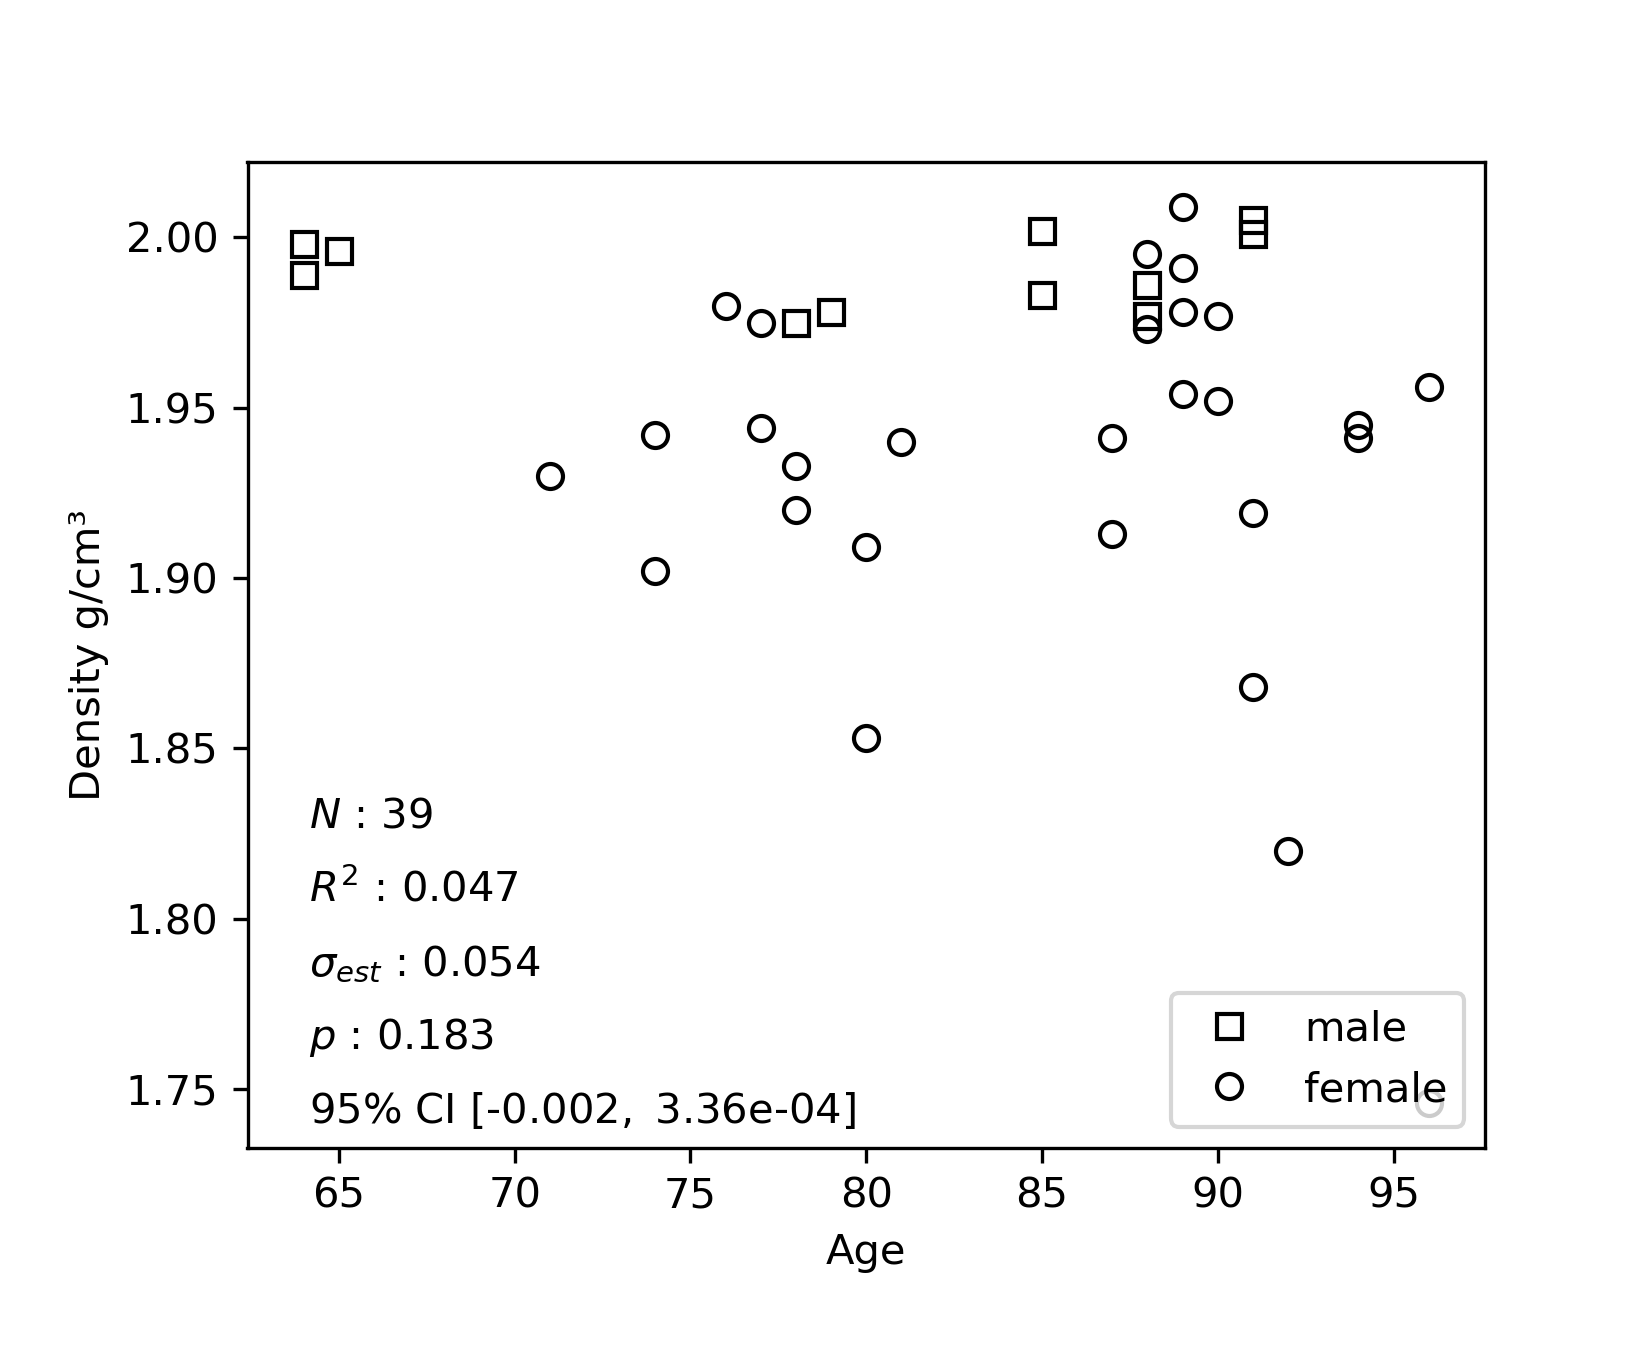 2.00
1.95
1.90
1.85
1.80
1.75
Density g/cm³
N : 39
R² : 0.047
σest : 0.054
p : 0.183
95% CI [-0.002, 3.36e-04]
male
female
65 70 75 80 85 90 95
Age